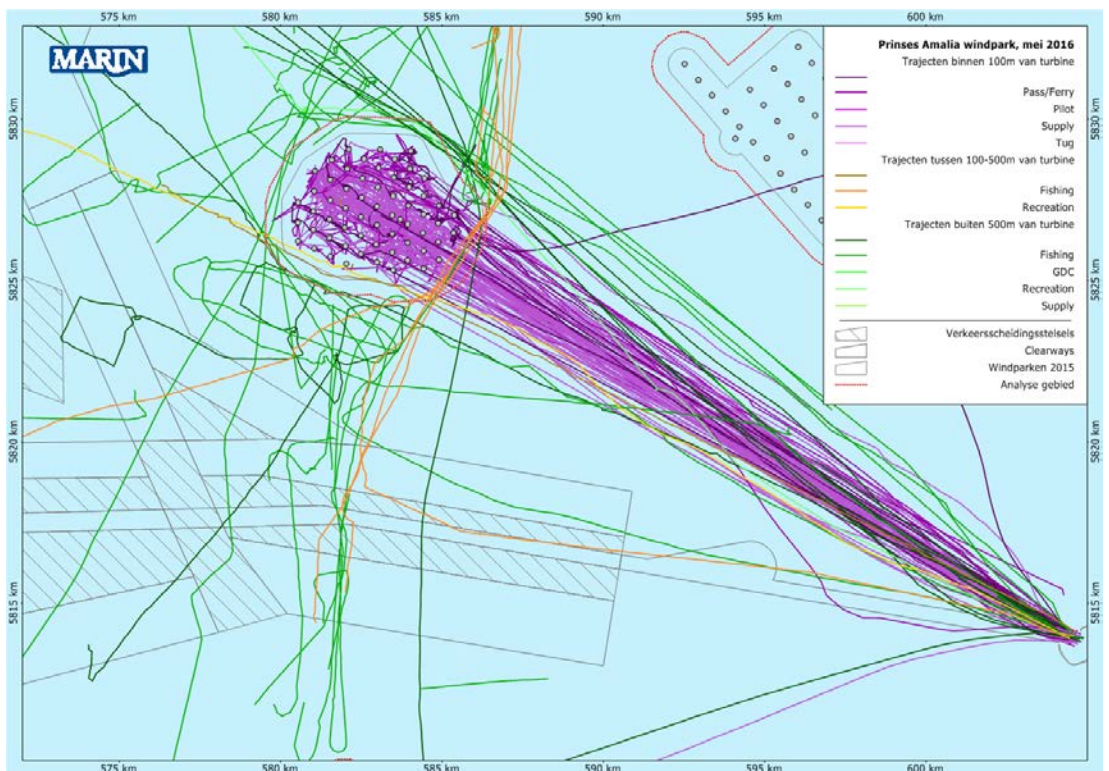 575 km 580 km 585 km 590 km 595 km 600 km
MARIN
Prinses Amalia windpark, mei 2016
Trajecten binnen 100m van turbine
Pass/Ferry
Pilot
Supply
Tug
Trajecten tussen 100-500m van turbine
Fishing
Recreation
Trajecten buiten 500m van turbine
Fishing
GDC
Recreation
Supply
Verkeersscheidingsstelsels
Clearways
Windparken 2015
Analyse gebied
5830 km
5825 km
5820 km
5815 km
5830 km
5825 km
5820 km
5815 km
575 km 580 km 585 km 590 km 595 km 600 km